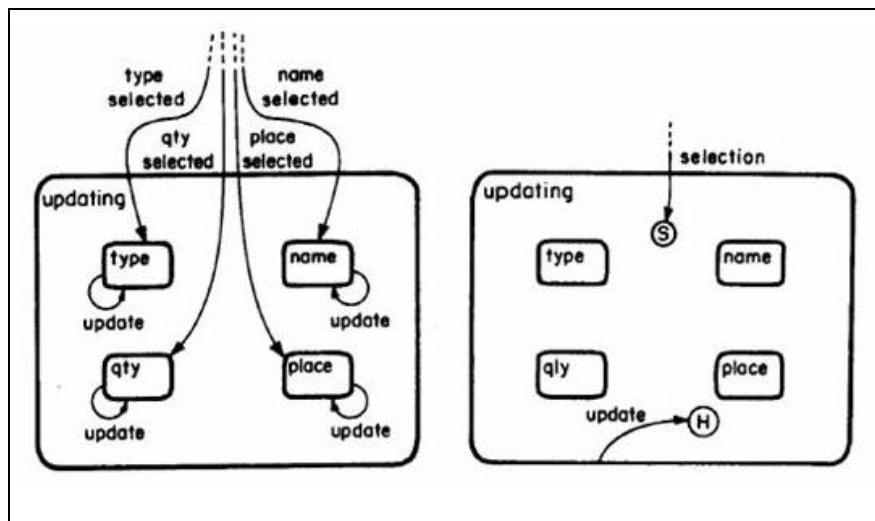 type
selected
name
selected
qty
selected
place
selected
updating
type
update
name
update
qty
update
place
update
selection
updating
S
type
name
qly
place
update
H